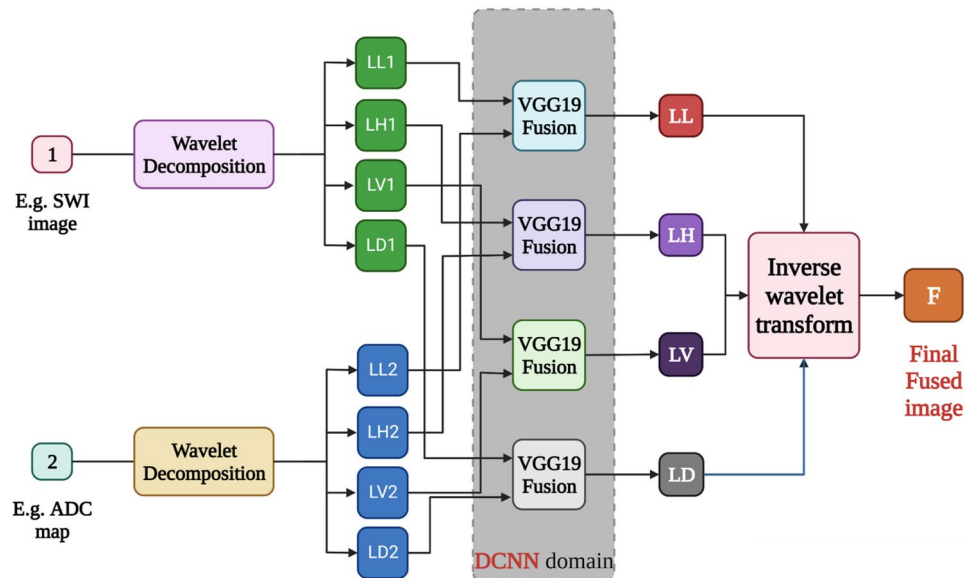 1
E.g. SWI
image
Wavelet
Decomposition
LL1
LH1
LV1
LD1
2
E.g. ADC
map
Wavelet
Decomposition
LL2
LH2
LV2
LD2
VGG19
Fusion
VGG19
Fusion
VGG19
Fusion
VGG19
Fusion
DCNN domain
LL
LH
LV
LD
Inverse
wavelet
transform
F
Final
Fused
image